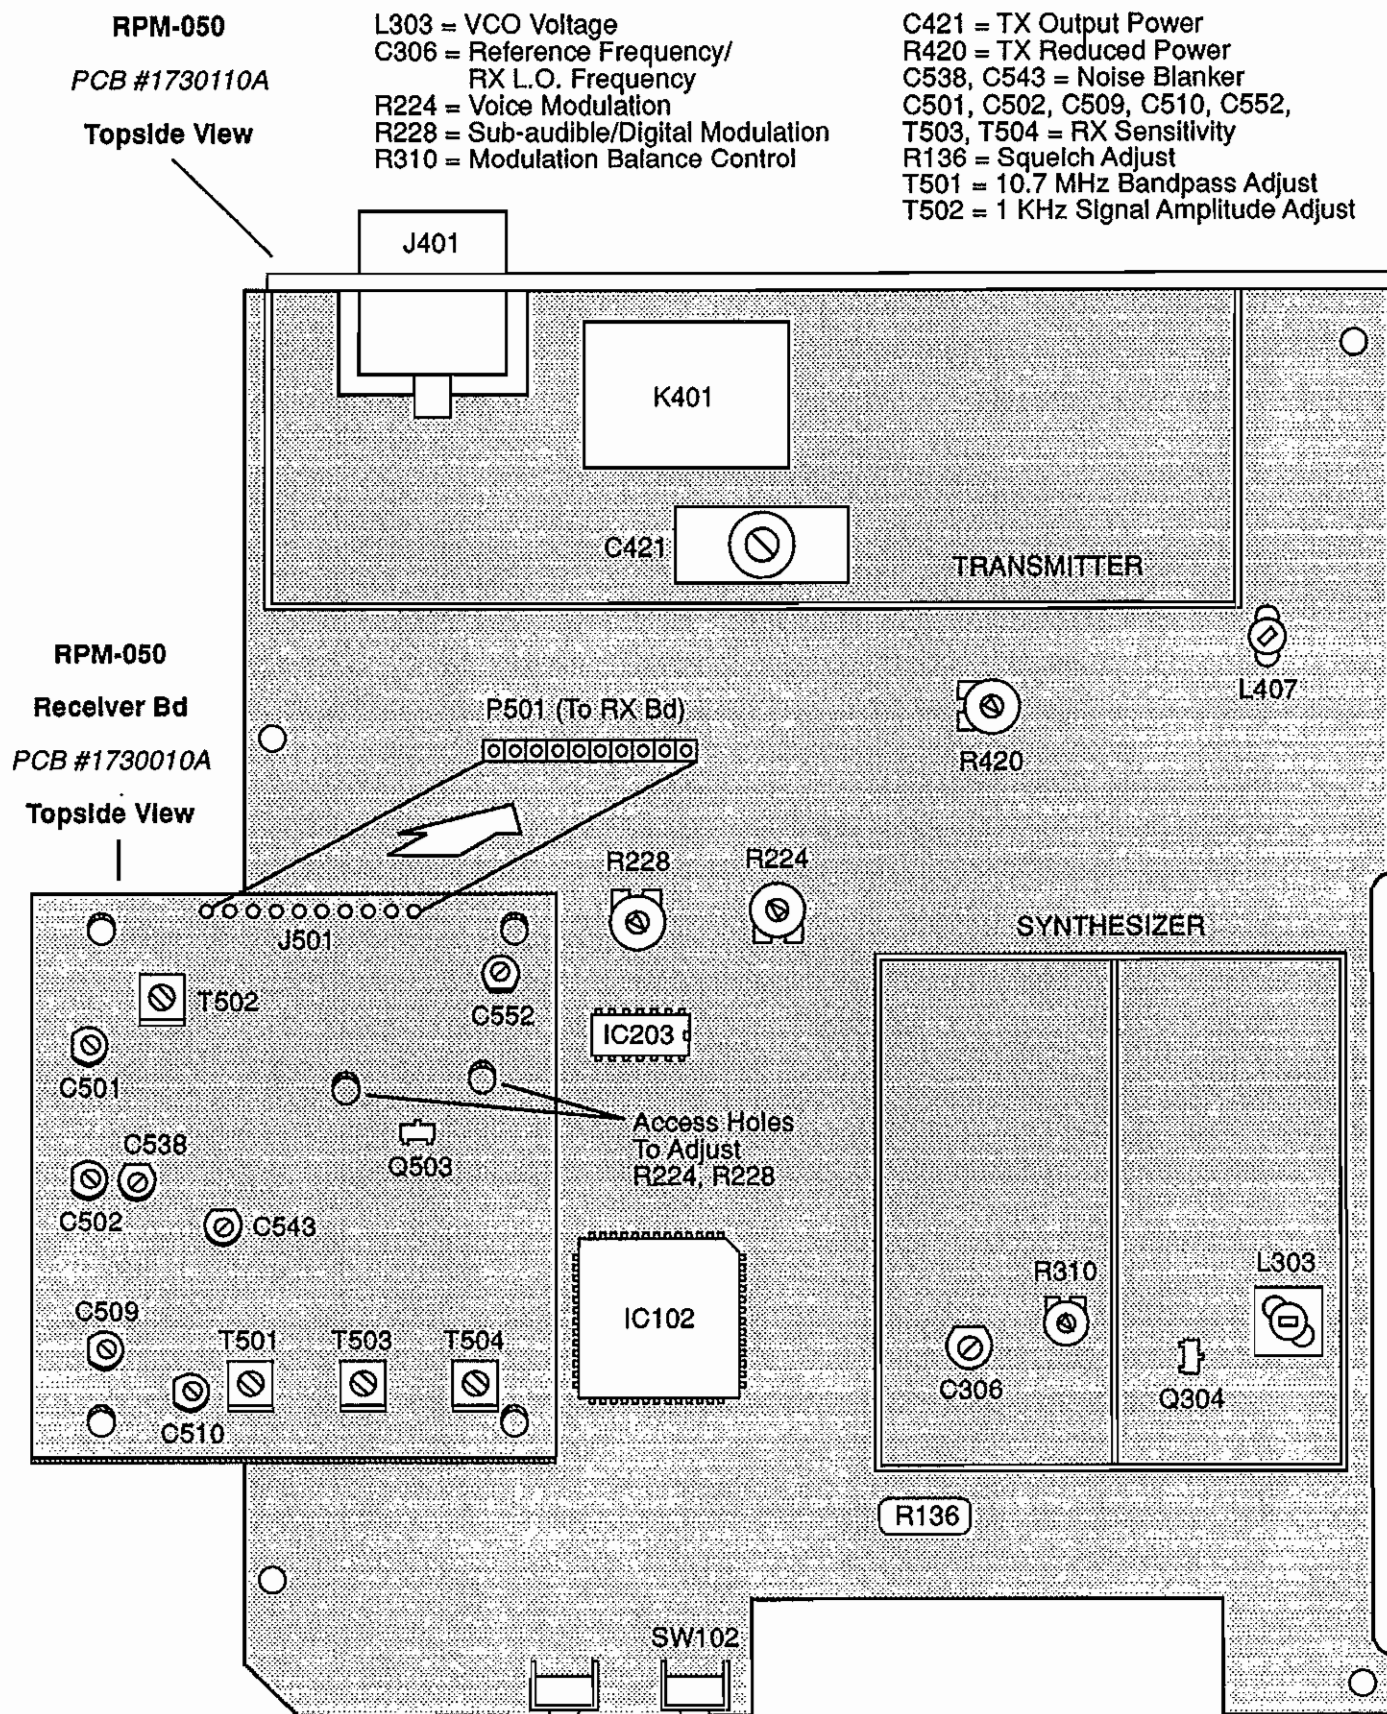 RPM-050
PCB #1730110A
Topside View
L303 = VCO Voltage
C306 = Reference Frequency/
RX L.O. Frequency
R224 = Voice Modulation
R228 = Sub-audible/Digital Modulation
R310 = Modulation Balance Control
C421 = TX Output Power
R420 = TX Reduced Power
C538, C543 = Noise Blanker
C501, C502, C509, C510, C552,
T503, T504 = RX Sensitivity
R136 = Squelch Adjust
T501 = 10.7 MHz Bandpass Adjust
T502 = 1 KHz Signal Amplitude Adjust
J401
K401
C421
TRANSMITTER
L407
RPM-050
Receiver Bd
PCB #1730010A
Topside View
P501 (To RX Bd)
R420
R228
R224
J501
SYNTHESIZER
T502
C552
IC203
C501
Access Holes
To Adjust
R224, R228
C538
Q503
C502
C543
R310
L303
C509
T501
T503
T504
IC102
C306
Q304
C510
R136
SW102